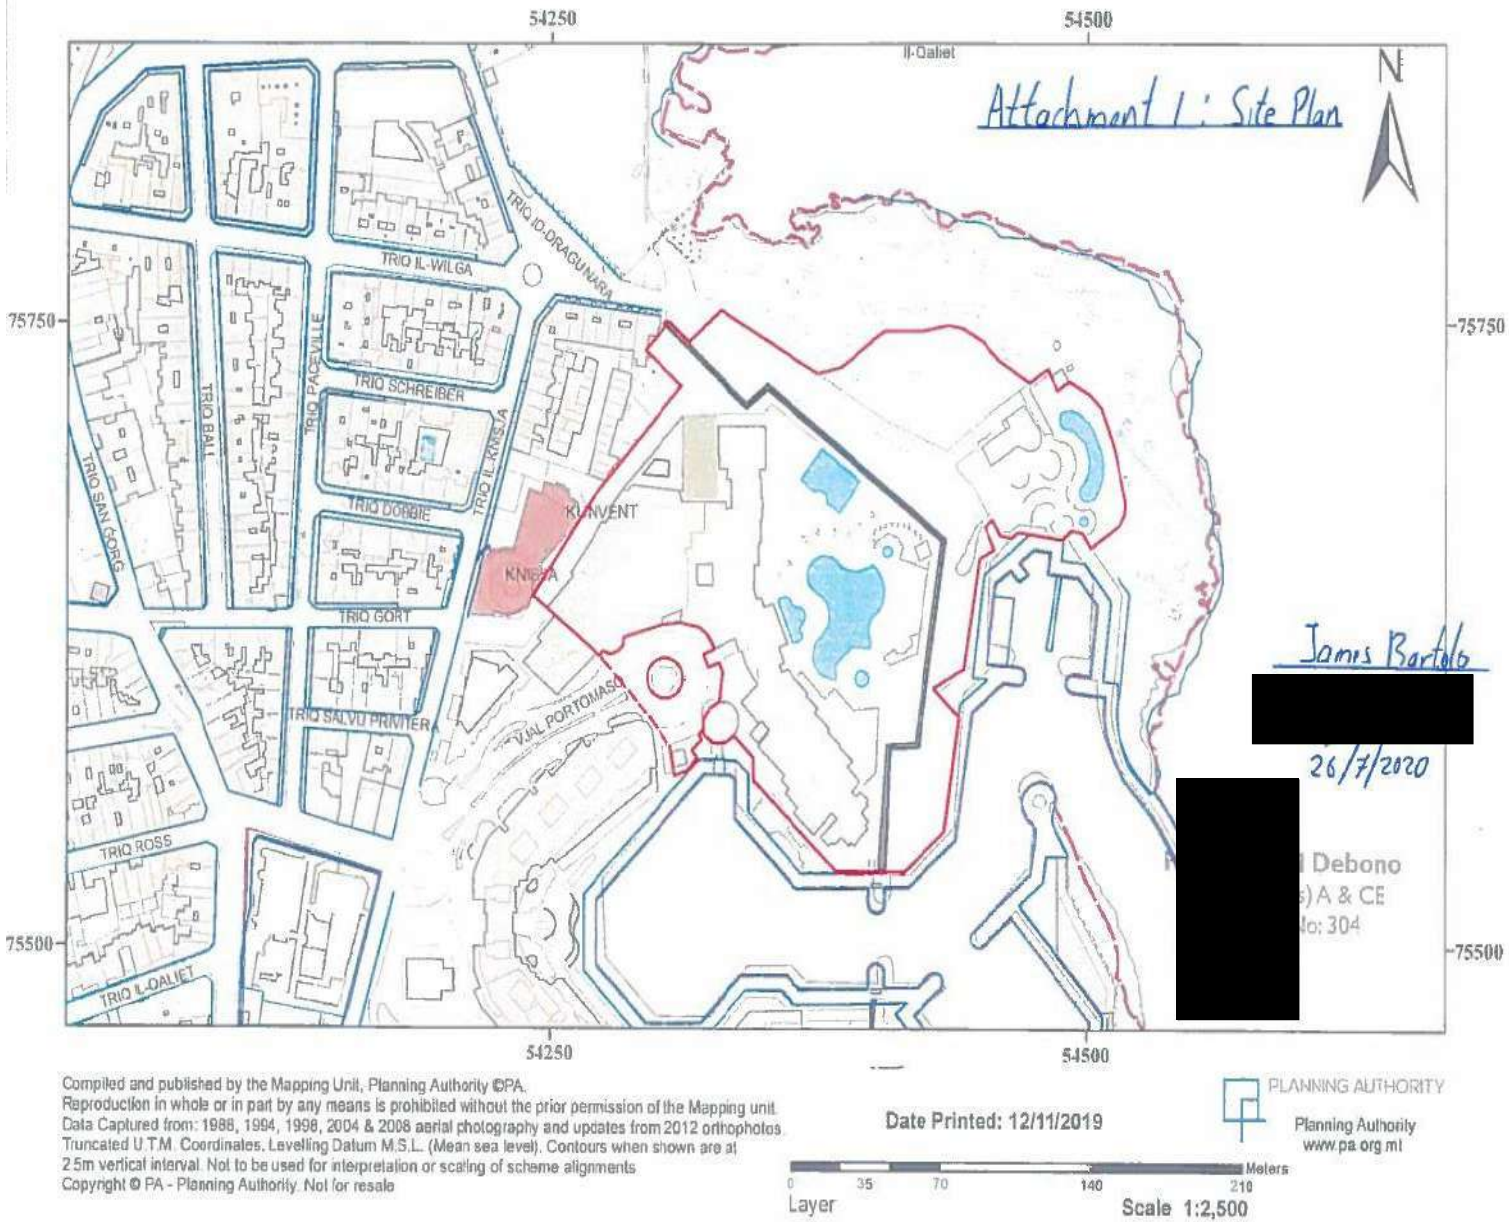 54250 54500
Il-Qaliet
N
Attachment 1: Site Plan
TRIQ ID-DRAGUNARA
TRIQ IL-WILGA
75750
75750
TRIQ PACEVILLE
TRIQ SCHREIBER
TRIQ BALL
TRIQ IL-KNISJA
TRIQ SAN GORG
TRIQ DOBBIE
KUNVENT
KNISJA
TRIQ GORT
James Bartolo
VJAL PORTOMASO
TRIQ SALVU PRIVITERA
26/7/2020
TRIQ ROSS
Debono
s) A & CE
No: 304
75500
75500
TRIQ IL-QALIET
54250 54500
Compiled and published by the Mapping Unit, Planning Authority ©PA.
Reproduction in whole or in part by any means is prohibited without the prior permission of the Mapping unit.
Data Captured from: 1988, 1994, 1998, 2004 & 2008 aerial photography and updates from 2012 orthophotos.
Truncated U.T.M. Coordinates. Levelling Datum M.S.L. (Mean sea level). Contours when shown are at
2.5m vertical interval. Not to be used for interpretation or scaling of scheme alignments
Copyright © PA - Planning Authority. Not for resale
Date Printed: 12/11/2019
PLANNING AUTHORITY
Planning Authority
www.pa.org.mt
Meters
0 35 70 140 210
Layer
Scale 1:2,500